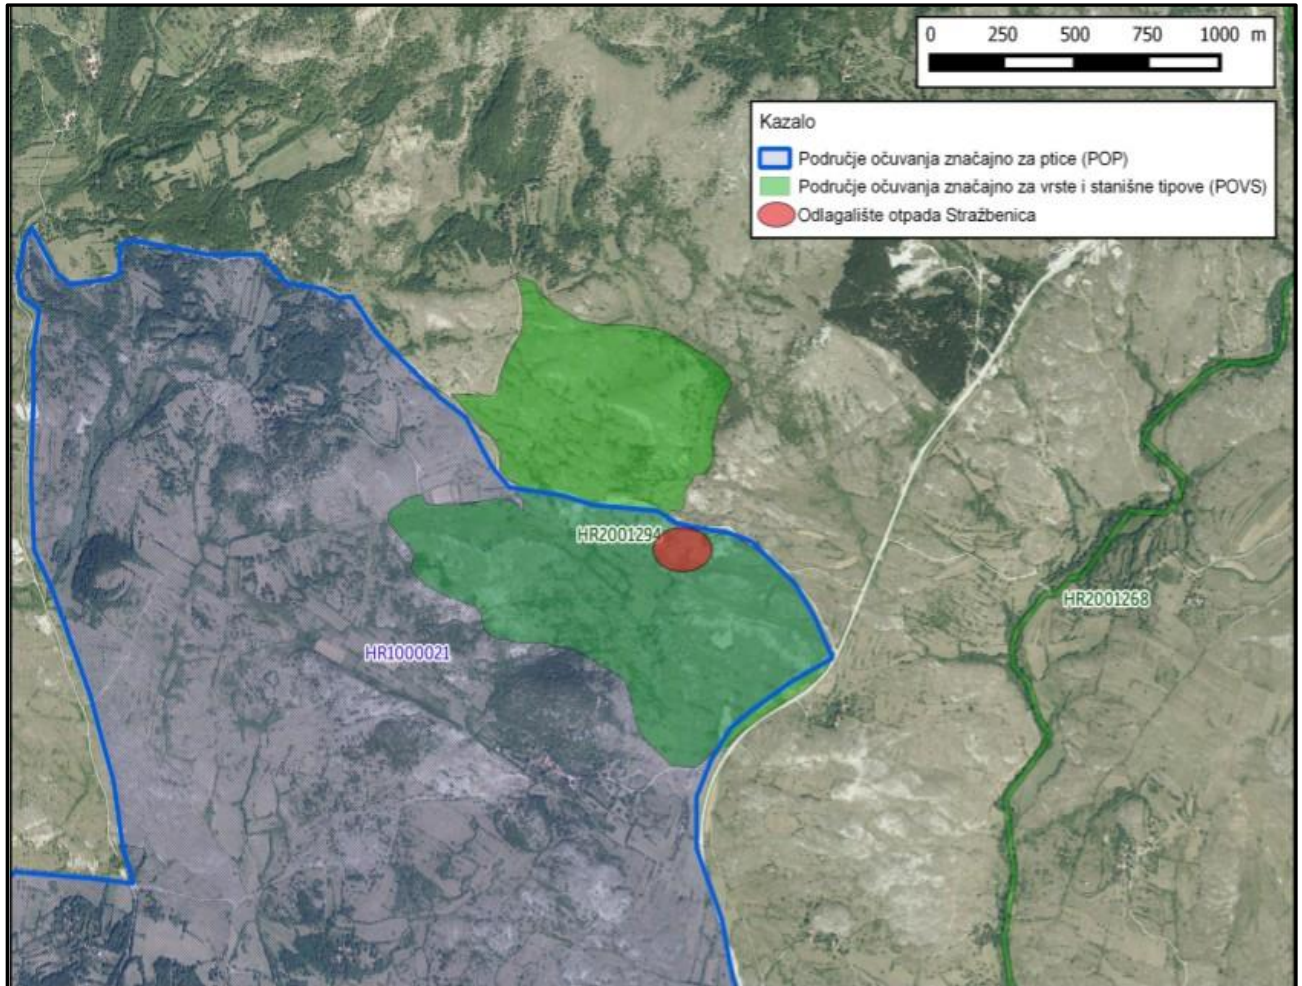 0 250 500 750 1000 m
Kazalo
Područje očuvanja značajno za ptice (POP)
Područje očuvanja značajno za vrste i stanišne tipove (POVS)
Odlagalište otpada Stražbenica
HR2001294
HR2001268
HR1000021